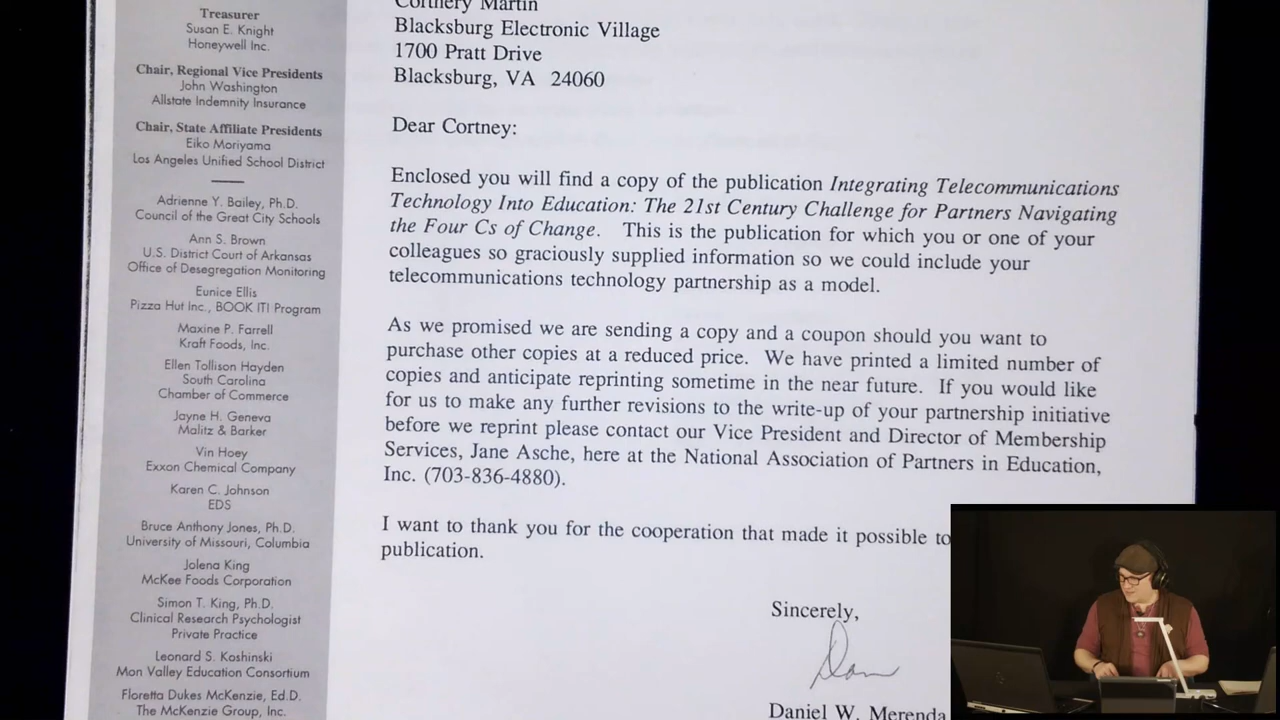 Treasurer
Susan E. Knight
Honeywell Inc.
Chair, Regional Vice Presidents
John Washington
Allstate Indemnity Insurance
Chair, State Affiliate Presidents
Eiko Moriyama
Los Angeles Unified School District
Adrienne Y. Bailey, Ph.D.
Council of the Great City Schools
Ann S. Brown
U.S. District Court of Arkansas
Office of Desegregation Monitoring
Eunice Ellis
Pizza Hut Inc., BOOK IT! Program
Maxine P. Farrell
Kraft Foods, Inc.
Ellen Tollison Hayden
South Carolina
Chamber of Commerce
Jayne H. Geneva
Malitz & Barker
Vin Hoey
Exxon Chemical Company
Karen C. Johnson
EDS
Bruce Anthony Jones, Ph.D.
University of Missouri, Columbia
Jolena King
McKee Foods Corporation
Simon T. King, Ph.D.
Clinical Research Psychologist
Private Practice
Leonard S. Koshinski
Mon Valley Education Consortium
Floretta Dukes McKenzie, Ed.D.
The McKenzie Group, Inc.
Cortnery Martin
Blacksburg Electronic Village
1700 Pratt Drive
Blacksburg, VA 24060
Dear Cortney:
Enclosed you will find a copy of the publication Integrating Telecommunications
Technology Into Education: The 21st Century Challenge for Partners Navigating
the Four Cs of Change. This is the publication for which you or one of your
colleagues so graciously supplied information so we could include your
telecommunications technology partnership as a model.
As we promised we are sending a copy and a coupon should you want to
purchase other copies at a reduced price. We have printed a limited number of
copies and anticipate reprinting sometime in the near future. If you would like
for us to make any further revisions to the write-up of your partnership initiative
before we reprint please contact our Vice President and Director of Membership
Services, Jane Asche, here at the National Association of Partners in Education,
Inc. (703-836-4880).
I want to thank you for the cooperation that made it possible to
publication.
Sincerely,
Dan
Daniel W. Merenda